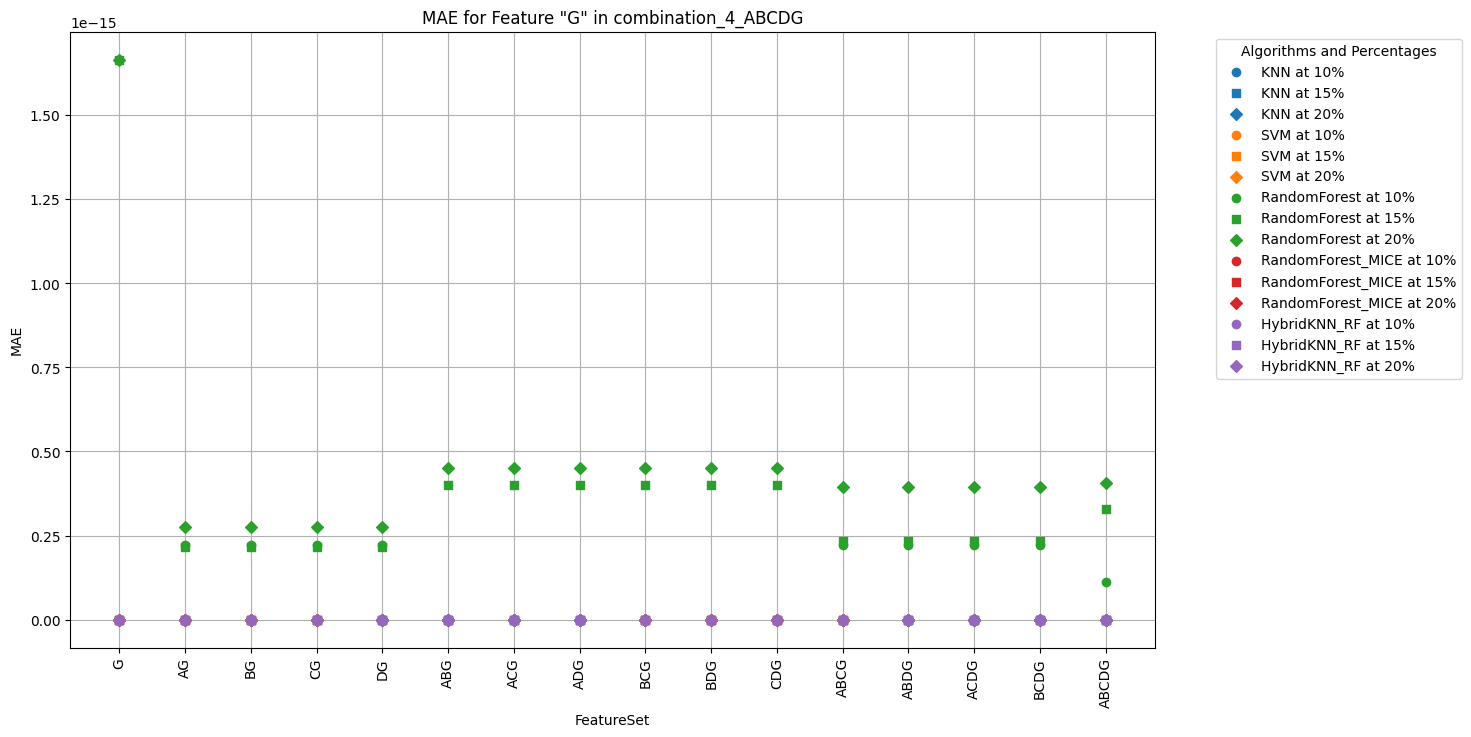 MAE for Feature "G" in combination_4_ABCDG
1e−15
MAE
1.50
1.25
1.00
0.75
0.50
0.25
0.00
G
AG
BG
CG
DG
ABG
ACG
ADG
BCG
BDG
CDG
ABCG
ABDG
ACDG
BCDG
ABCDG
FeatureSet
Algorithms and Percentages
KNN at 10%
KNN at 15%
KNN at 20%
SVM at 10%
SVM at 15%
SVM at 20%
RandomForest at 10%
RandomForest at 15%
RandomForest at 20%
RandomForest_MICE at 10%
RandomForest_MICE at 15%
RandomForest_MICE at 20%
HybridKNN_RF at 10%
HybridKNN_RF at 15%
HybridKNN_RF at 20%